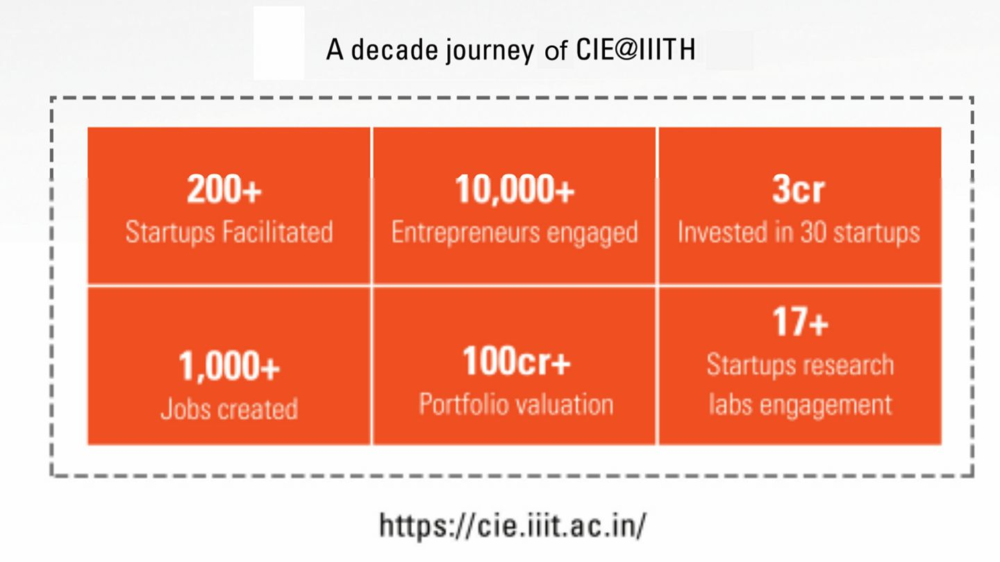 A decade journey of CIE@IIITH
200+
Startups Facilitated
10,000+
Entrepreneurs engaged
3cr
Invested in 30 startups
1,000+
Jobs created
100cr+
Portfolio valuation
17+
Startups research
labs engagement
https://cie.iiit.ac.in/